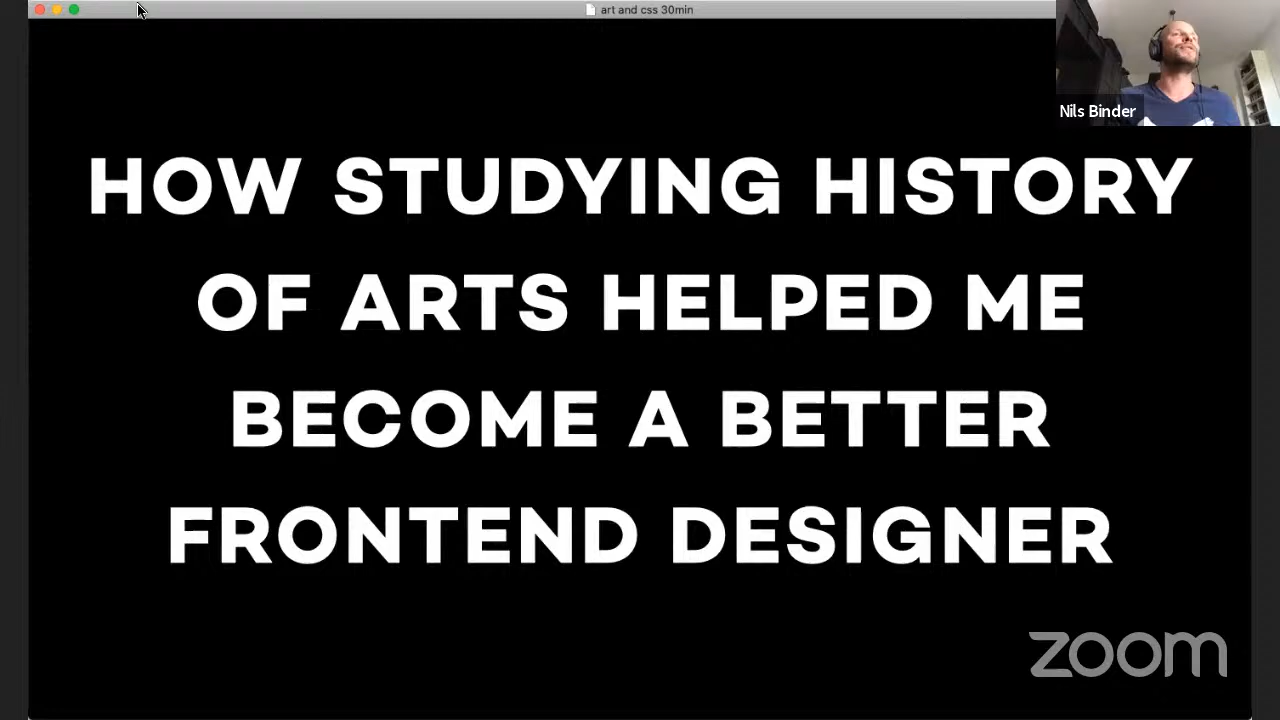 art and css 30min
Nils Binder
HOW STUDYING HISTORY
OF ARTS HELPED ME
BECOME A BETTER
FRONTEND DESIGNER
zoom